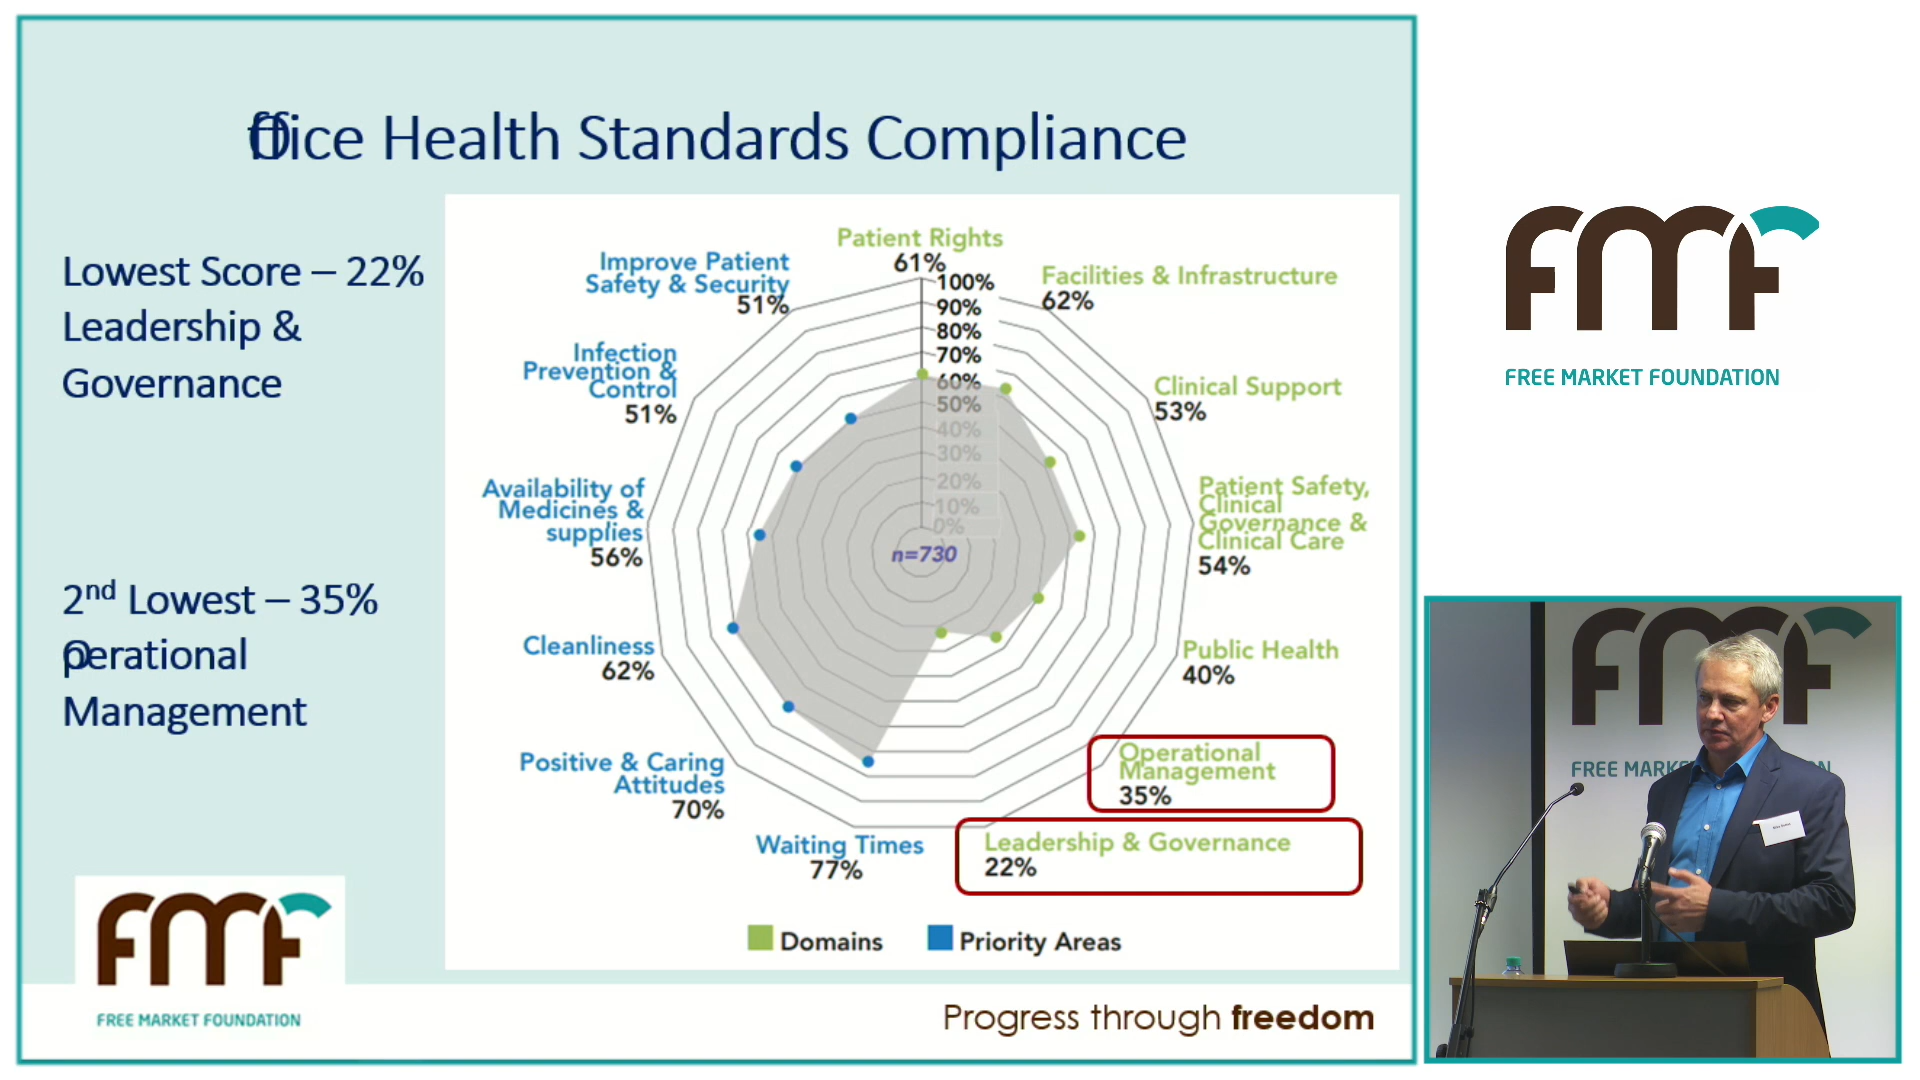 Office Health Standards Compliance
Lowest Score – 22%
Leadership &
Governance
2nd Lowest – 35%
Operational
Management
Patient Rights
61%
Facilities & Infrastructure
62%
Clinical Support
53%
Patient Safety,
Clinical
Governance &
Clinical Care
54%
Public Health
40%
Operational
Management
35%
Leadership & Governance
22%
Waiting Times
77%
Positive & Caring
Attitudes
70%
Cleanliness
62%
Availability of
Medicines &
supplies
56%
Infection
Prevention &
Control
51%
Improve Patient
Safety & Security
51%
100%
90%
80%
70%
60%
50%
40%
30%
20%
10%
0%
n=730
Domains
Priority Areas
fmf
FREE MARKET FOUNDATION
Progress through freedom
fmf
FREE MARKET FOUNDATION
fmf
FREE MARK